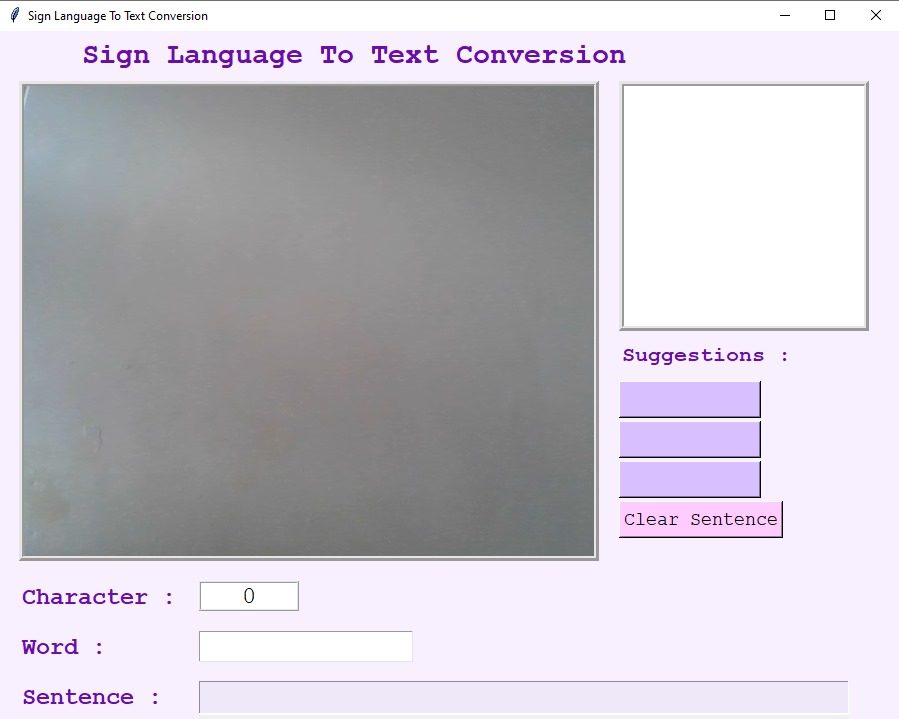 Sign Language To Text Conversion
Sign Language To Text Conversion
Suggestions :
Clear Sentence
Character : 0
Word :
Sentence :